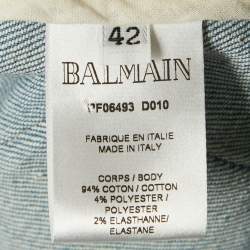 42
BALMAIN
PF06493 D010
FABRIQUE EN ITALIE
MADE IN ITALY
CORPS / BODY
94% COTON / COTTON
4% POLYESTER /
POLYESTER
2% ELASTHANNE /
ELASTANE